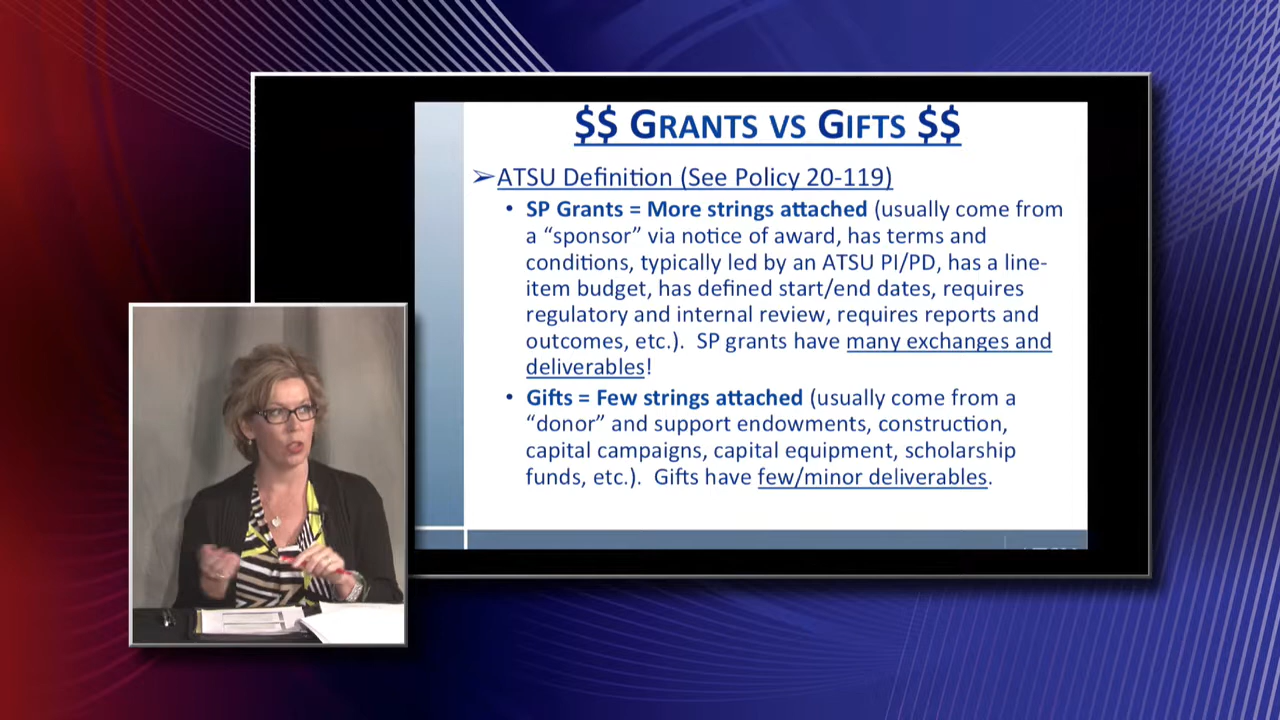 $$ GRANTS VS GIFTS $$
➢ATSU Definition (See Policy 20-119)
• SP Grants = More strings attached (usually come from
a “sponsor” via notice of award, has terms and
conditions, typically led by an ATSU PI/PD, has a line-
item budget, has defined start/end dates, requires
regulatory and internal review, requires reports and
outcomes, etc.). SP grants have many exchanges and
deliverables!
• Gifts = Few strings attached (usually come from a
“donor” and support endowments, construction,
capital campaigns, capital equipment, scholarship
funds, etc.). Gifts have few/minor deliverables.